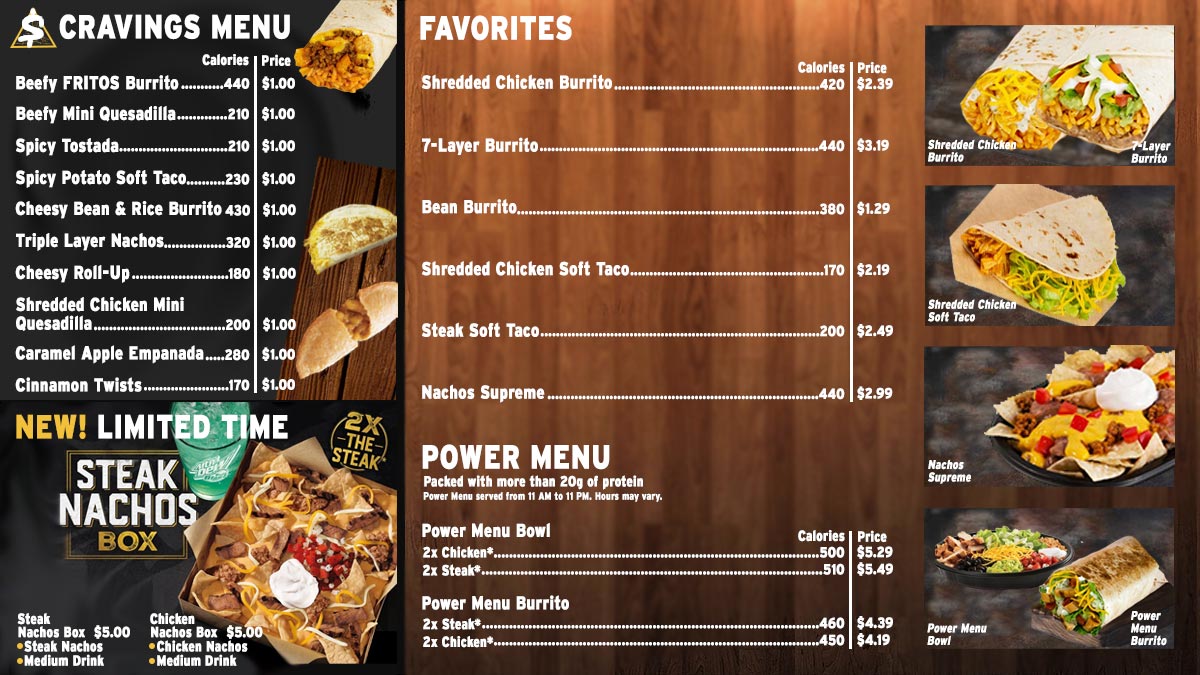 $ CRAVINGS MENU
Calories Price
Beefy FRITOS Burrito...........440 $1.00
Beefy Mini Quesadilla.............210 $1.00
Spicy Tostada...........................210 $1.00
Spicy Potato Soft Taco..........230 $1.00
Cheesy Bean & Rice Burrito 430 $1.00
Triple Layer Nachos................320 $1.00
Cheesy Roll-Up.........................180 $1.00
Shredded Chicken Mini
Quesadilla..................................200 $1.00
Caramel Apple Empanada.....280 $1.00
Cinnamon Twists......................170 $1.00
NEW! LIMITED TIME
2X
THE
STEAK
mtn
dew
STEAK
NACHOS
BOX
Steak
Nachos Box $5.00
•Steak Nachos
•Medium Drink
Chicken
Nachos Box $5.00
•Chicken Nachos
•Medium Drink
FAVORITES
Calories Price
Shredded Chicken Burrito......................................................420 $2.39
7-Layer Burrito........................................................................440 $3.19
Bean Burrito.............................................................................380 $1.29
Shredded Chicken Soft Taco..................................................170 $2.19
Steak Soft Taco........................................................................200 $2.49
Nachos Supreme......................................................................440 $2.99
POWER MENU
Packed with more than 20g of protein
Power Menu served from 11 AM to 11 PM. Hours may vary.
Power Menu Bowl
Calories Price
2x Chicken*..............................................................................500 $5.29
2x Steak*..................................................................................510 $5.49
Power Menu Burrito
2x Steak*..................................................................................460 $4.39
2x Chicken*..............................................................................450 $4.19
Shredded Chicken
Burrito
7-Layer
Burrito
Shredded Chicken
Soft Taco
Nachos
Supreme
Power Menu
Bowl
Power
Menu
Burrito